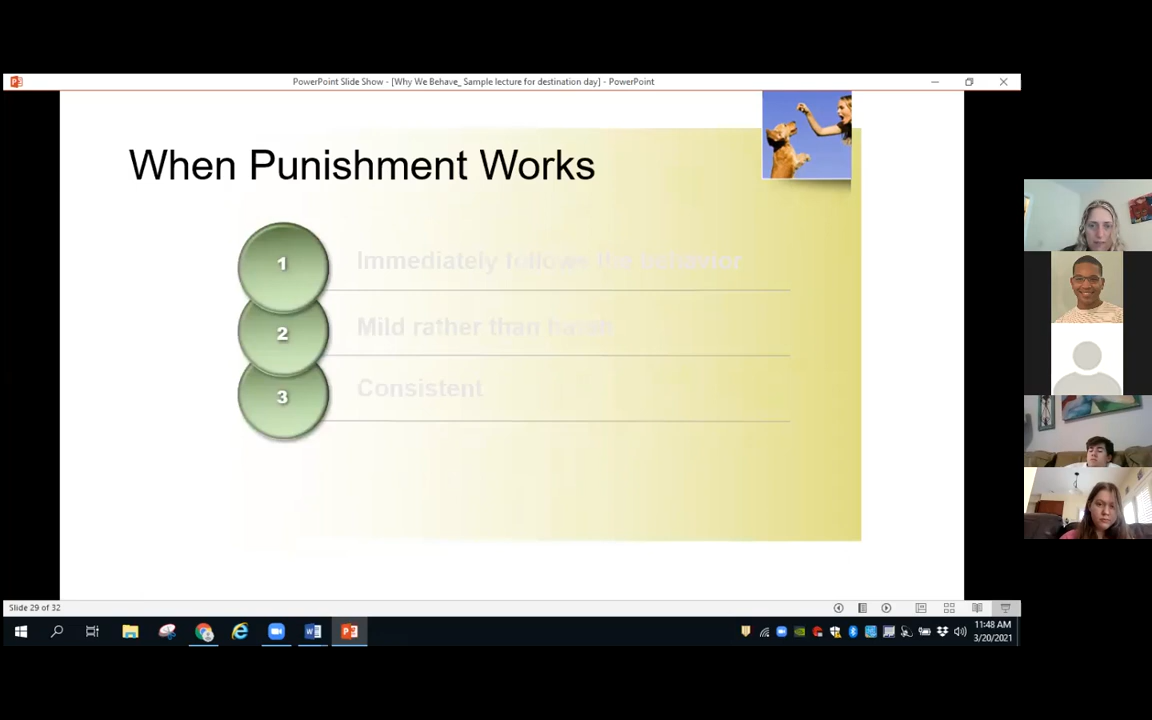 PowerPoint Slide Show - [Why We Behave_ Sample lecture for destination day] - PowerPoint
When Punishment Works
1 Immediately follows the behavior
2 Mild rather than harsh
3 Consistent
Slide 29 of 32
11:48 AM
3/20/2021